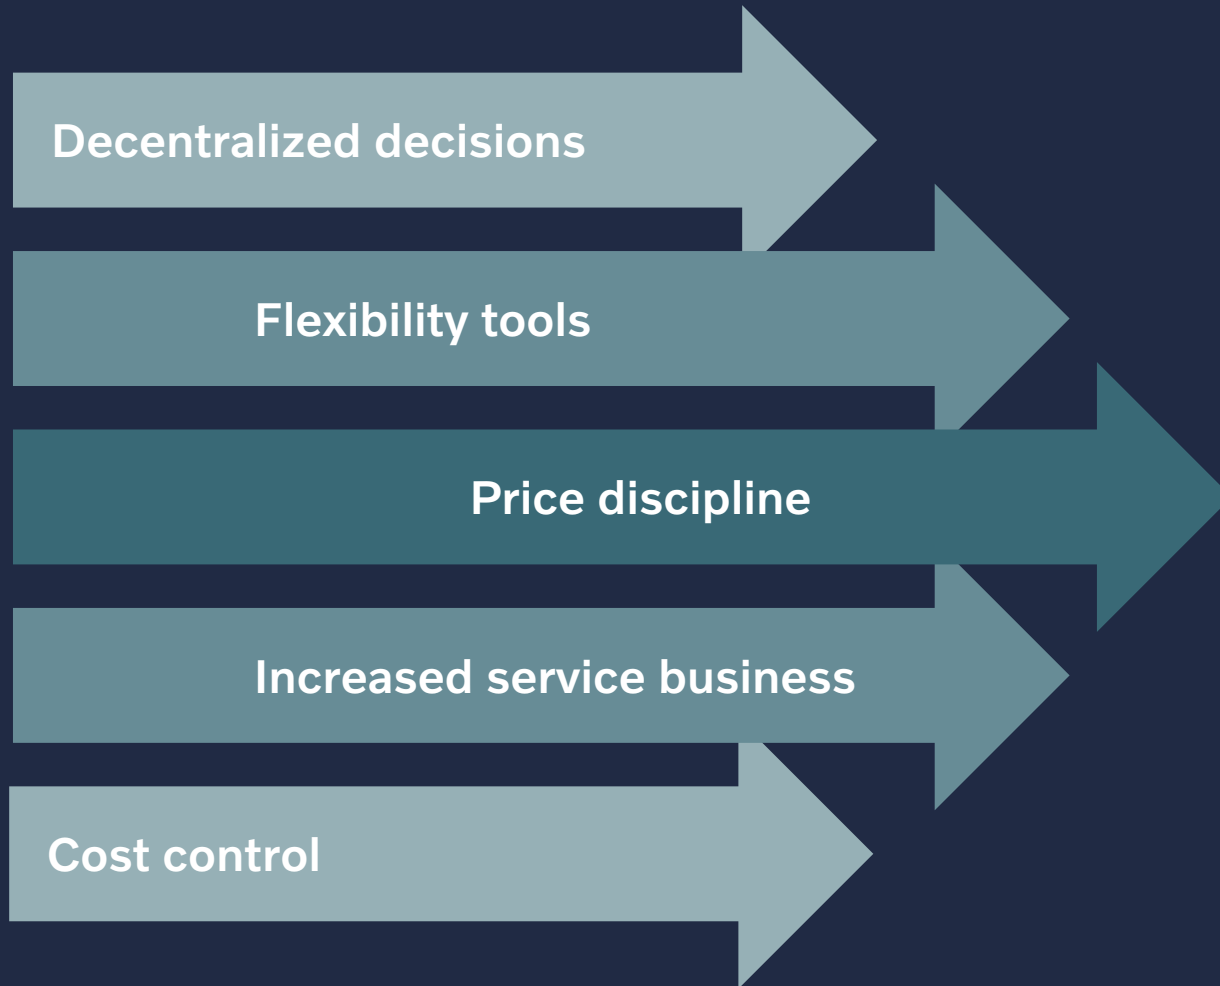 Decentralized decisions
Flexibility tools
Price discipline
Increased service business
Cost control